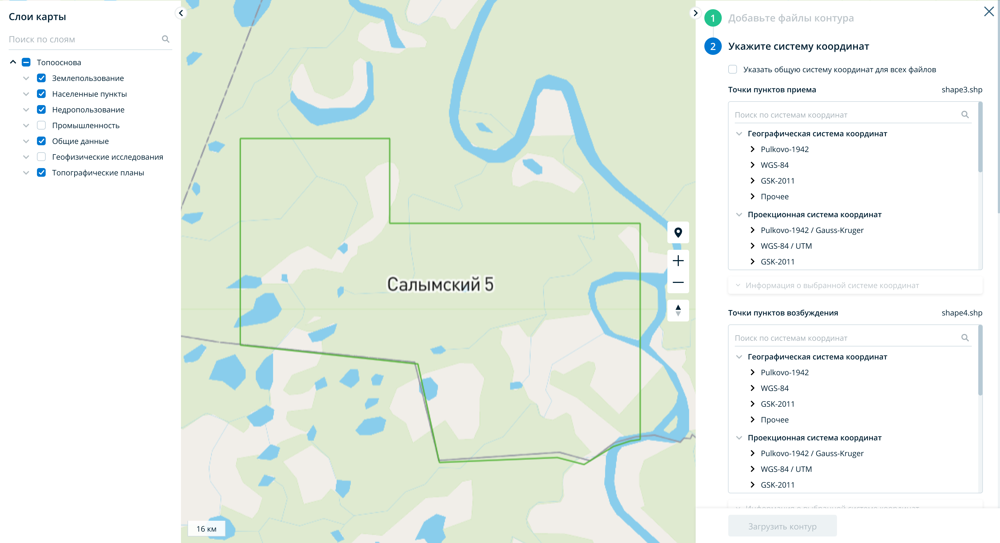 Слои карты
Поиск по слоям
Топооснова
Землепользование
Населенные пункты
Недропользование
Промышленность
Общие данные
Геофизические исследования
Топографические планы
Салымский 5
16 км
1 Добавьте файлы контура
2 Укажите систему координат
Указать общую систему координат для всех файлов
Точки пунктов приема shape3.shp
Поиск по системам координат
Географическая система координат
Pulkovo-1942
WGS-84
GSK-2011
Прочее
Проекционная система координат
Pulkovo-1942 / Gauss-Kruger
WGS-84 / UTM
GSK-2011
Информация о выбранной системе координат
Точки пунктов возбуждения shape4.shp
Поиск по системам координат
Географическая система координат
Pulkovo-1942
WGS-84
GSK-2011
Прочее
Проекционная система координат
Pulkovo-1942 / Gauss-Kruger
WGS-84 / UTM
GSK-2011
Информация о выбранной системе координат
Загрузить контур